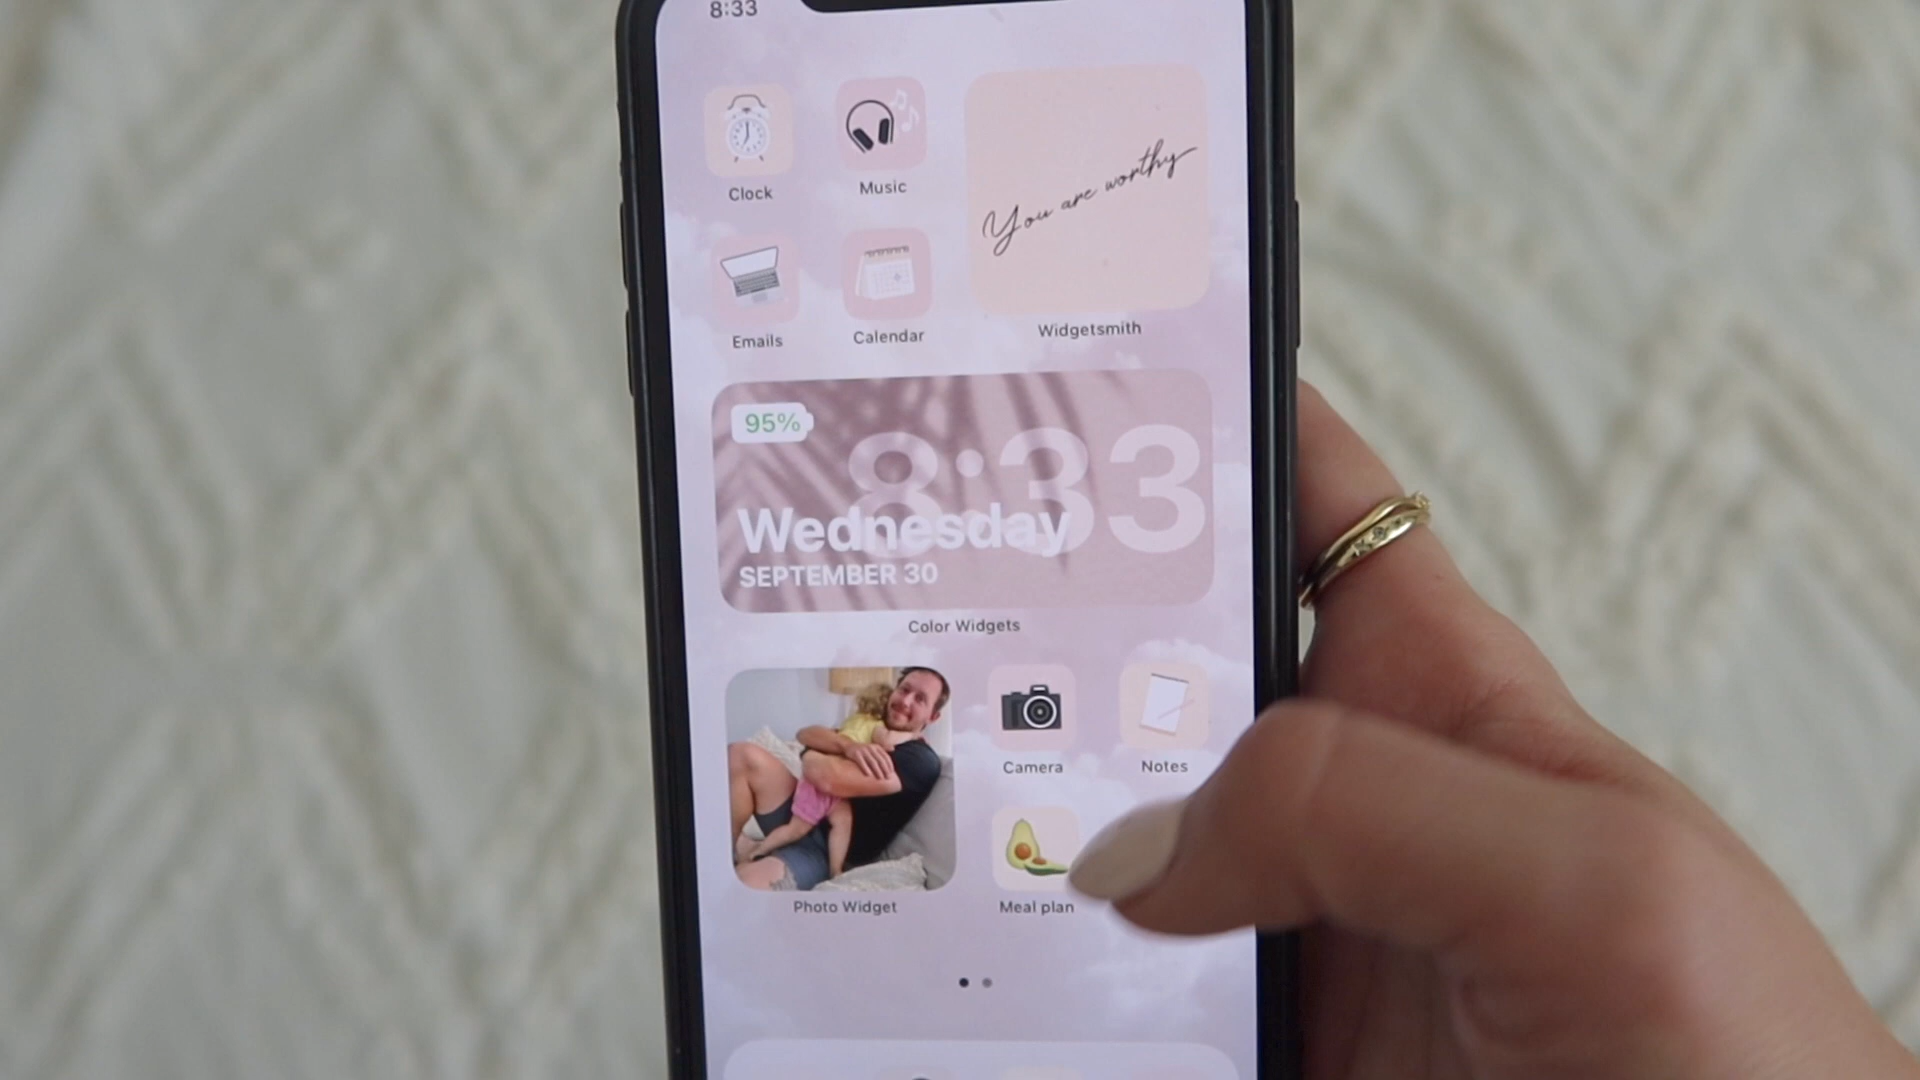 8:33
Clock
Music
You are worthy
Emails
Calendar
Widgetsmith
95%
8:33
Wednesday
SEPTEMBER 30
Color Widgets
Camera
Notes
Photo Widget
Meal plan